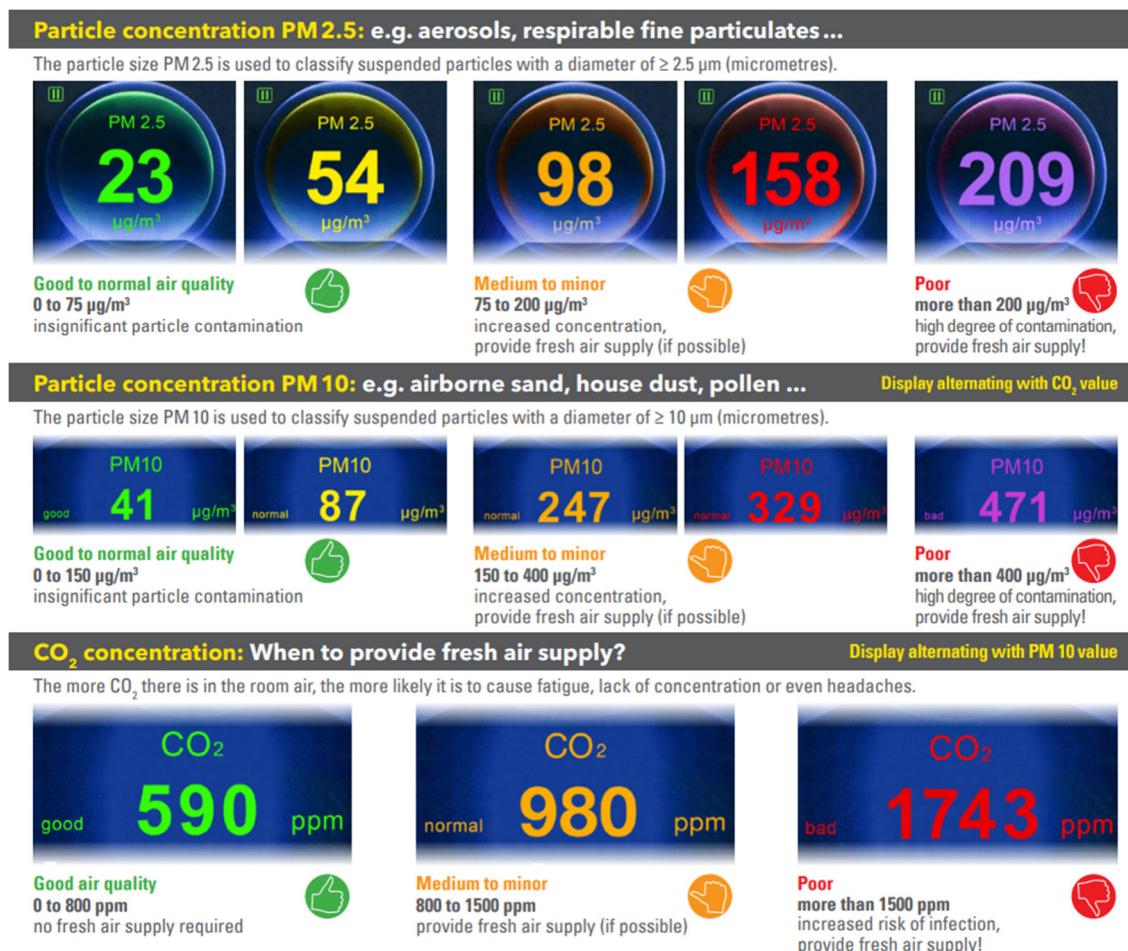 Particle concentration PM 2.5: e.g. aerosols, respirable fine particulates ...
The particle size PM 2.5 is used to classify suspended particles with a diameter of ≥ 2.5 µm (micrometres).
PM 2.5
23
µg/m³
PM 2.5
54
µg/m³
PM 2.5
98
µg/m³
PM 2.5
158
µg/m³
PM 2.5
209
µg/m³
Good to normal air quality
0 to 75 µg/m³
insignificant particle contamination
Medium to minor
75 to 200 µg/m³
increased concentration,
provide fresh air supply (if possible)
Poor
more than 200 µg/m³
high degree of contamination,
provide fresh air supply!
Particle concentration PM 10: e.g. airborne sand, house dust, pollen ... Display alternating with CO₂ value
The particle size PM 10 is used to classify suspended particles with a diameter of ≥ 10 µm (micrometres).
PM10
good 41 µg/m³
PM10
normal 87 µg/m³
PM10
normal 247 µg/m³
PM10
normal 329 µg/m³
PM10
bad 471 µg/m³
Good to normal air quality
0 to 150 µg/m³
insignificant particle contamination
Medium to minor
150 to 400 µg/m³
increased concentration,
provide fresh air supply (if possible)
Poor
more than 400 µg/m³
high degree of contamination,
provide fresh air supply!
CO₂ concentration: When to provide fresh air supply? Display alternating with PM 10 value
The more CO₂ there is in the room air, the more likely it is to cause fatigue, lack of concentration or even headaches.
CO₂
good 590 ppm
CO₂
normal 980 ppm
CO₂
bad 1743 ppm
Good air quality
0 to 800 ppm
no fresh air supply required
Medium to minor
800 to 1500 ppm
provide fresh air supply (if possible)
Poor
more than 1500 ppm
increased risk of infection,
provide fresh air supply!